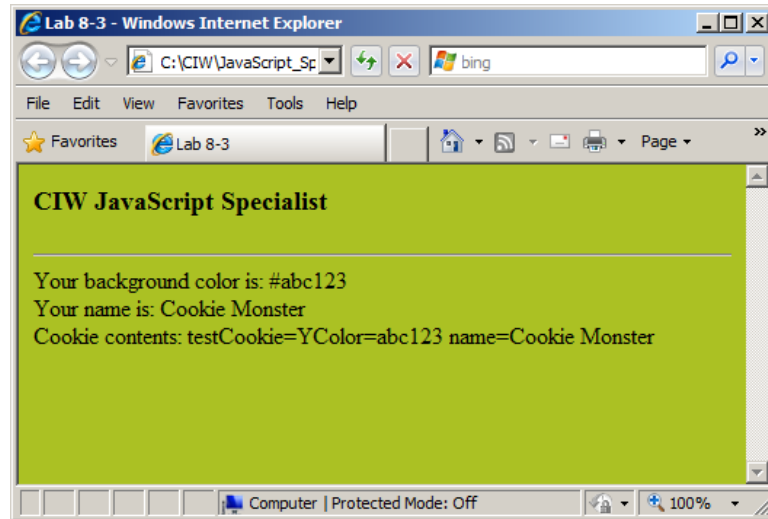 Lab 8-3 - Windows Internet Explorer
C:\CIW\JavaScript_Sp
bing
File Edit View Favorites Tools Help
Favorites Lab 8-3 Page »
CIW JavaScript Specialist
Your background color is: #abc123
Your name is: Cookie Monster
Cookie contents: testCookie=YColor=abc123 name=Cookie Monster
Computer | Protected Mode: Off 100%